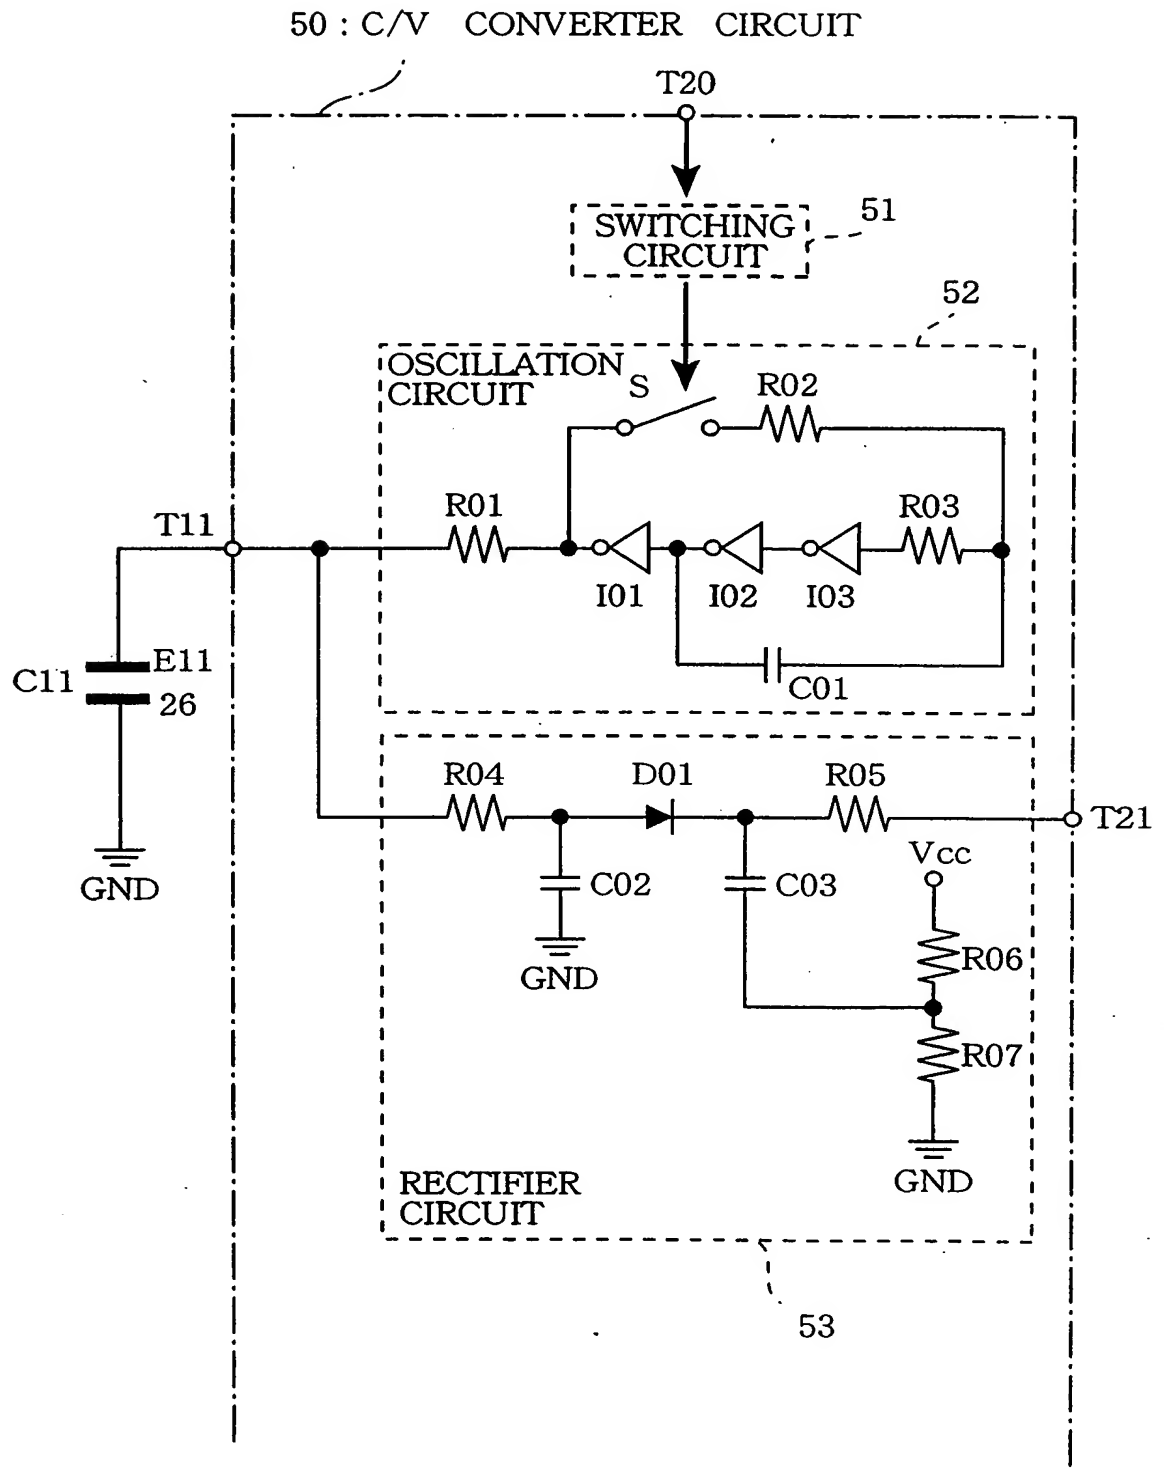 50 : C/V CONVERTER CIRCUIT
T20
51
SWITCHING
CIRCUIT
52
OSCILLATION
CIRCUIT
S
R02
R01
R03
T11
I01
I02
I03
C11
E11
26
C01
GND
R04
D01
R05
T21
Vcc
C02
C03
GND
R06
R07
GND
RECTIFIER
CIRCUIT
53